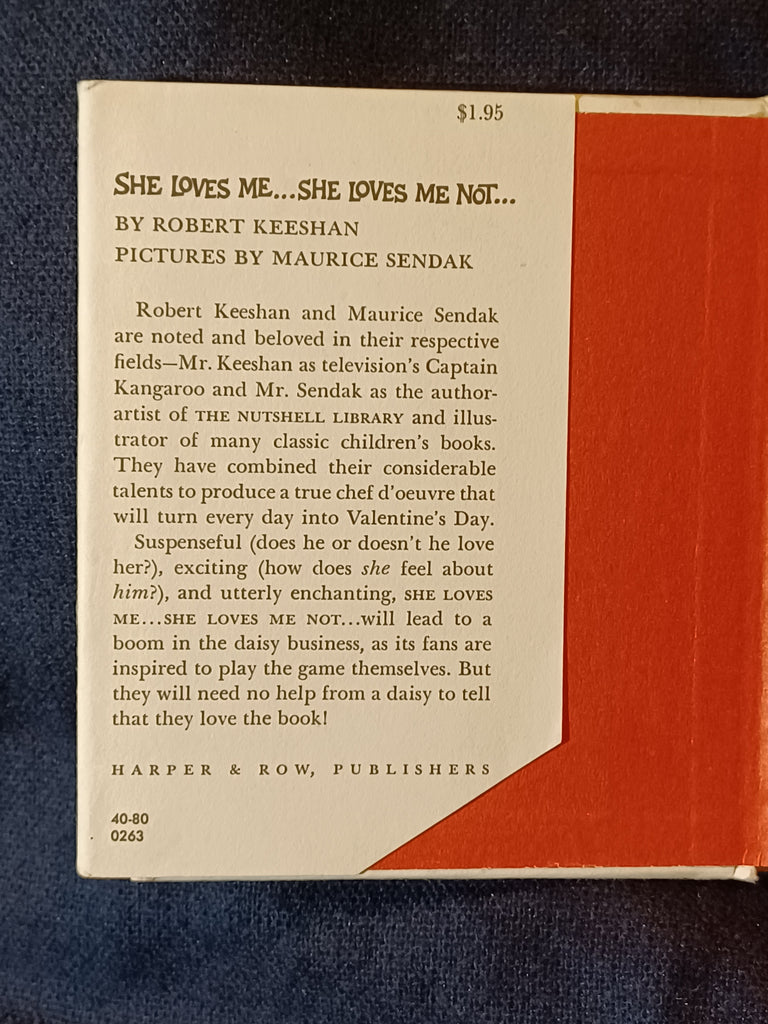 $1.95
SHE LOVES ME...SHE LOVES ME NOT...
BY ROBERT KEESHAN
PICTURES BY MAURICE SENDAK
Robert Keeshan and Maurice Sendak
are noted and beloved in their respective
fields—Mr. Keeshan as television's Captain
Kangaroo and Mr. Sendak as the author-
artist of THE NUTSHELL LIBRARY and illus-
trator of many classic children's books.
They have combined their considerable
talents to produce a true chef d'oeuvre that
will turn every day into Valentine's Day.
Suspenseful (does he or doesn't he love
her?), exciting (how does she feel about
him?), and utterly enchanting, SHE LOVES
ME...SHE LOVES ME NOT...will lead to a
boom in the daisy business, as its fans are
inspired to play the game themselves. But
they will need no help from a daisy to tell
that they love the book!
HARPER & ROW, PUBLISHERS
40-80
0263